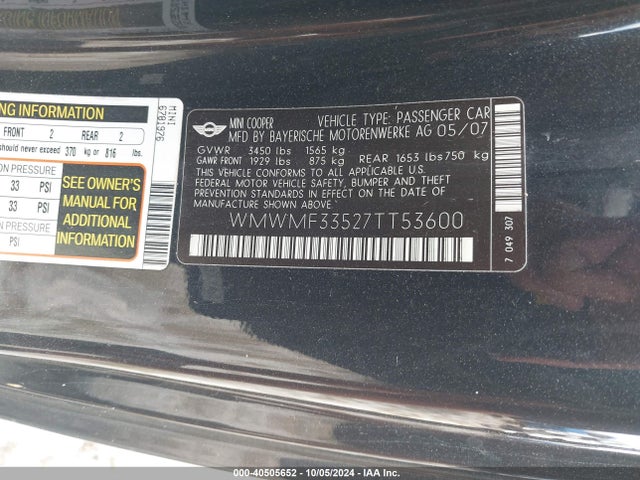 NG INFORMATION
FRONT 2 REAR 2
should never exceed 370 kg or 816 lbs.
ON PRESSURE
33 PSI
33 PSI
ON PRESSURE
PSI
SEE OWNER'S
MANUAL FOR
ADDITIONAL
INFORMATION
MINI
6781976
MINI COOPER VEHICLE TYPE: PASSENGER CAR
MFD BY BAYERISCHE MOTORENWERKE AG 05/07
GVWR 3450 lbs 1565 kg
GAWR FRONT 1929 lbs 875 kg REAR 1653 lbs 750 kg
THIS VEHICLE CONFORMS TO ALL APPLICABLE U.S.
FEDERAL MOTOR VEHICLE SAFETY, BUMPER AND THEFT
PREVENTION STANDARDS IN EFFECT ON THE DATE OF
MANUFACTURE SHOWN ABOVE.
WMWMF33527TT53600
7 049 307
000-40505652 - 10/05/2024 - IAA Inc.